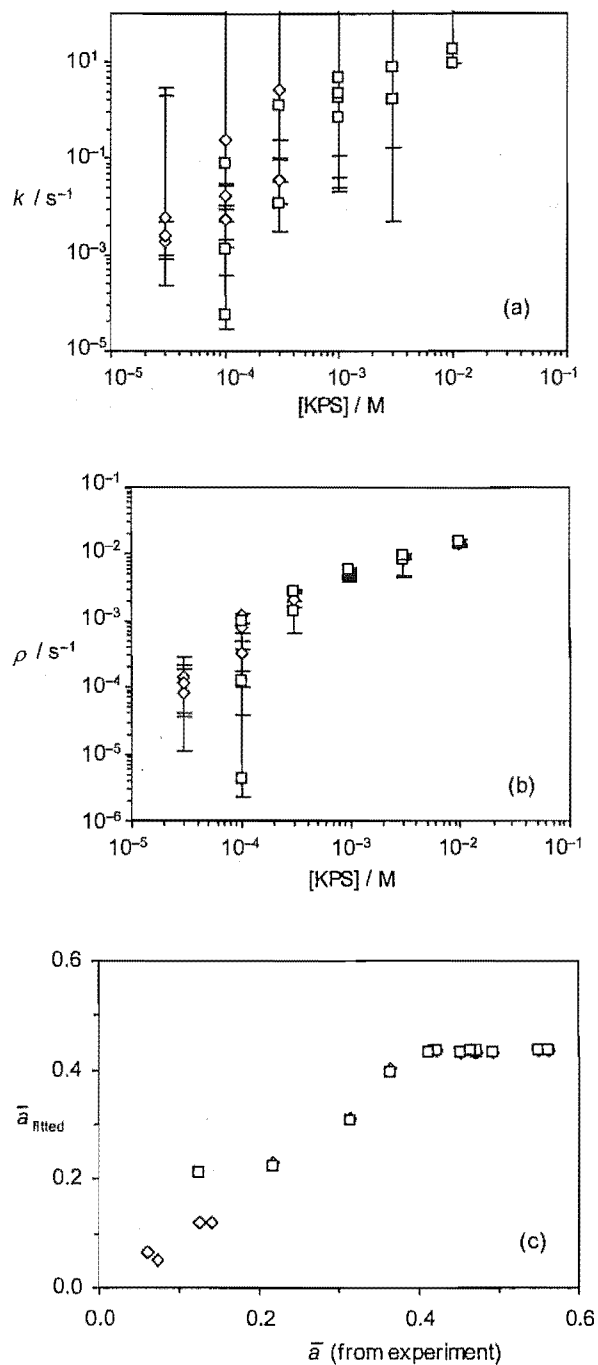 10¹
10⁻¹
k / s⁻¹
10⁻³
(a)
10⁻⁵
10⁻⁵ 10⁻⁴ 10⁻³ 10⁻² 10⁻¹
[KPS] / M
10⁻¹
10⁻²
10⁻³
ρ / s⁻¹
10⁻⁴
10⁻⁵
(b)
10⁻⁶
10⁻⁵ 10⁻⁴ 10⁻³ 10⁻² 10⁻¹
[KPS] / M
0.6
0.4
a̅ fitted
0.2
(c)
0.0
0.0 0.2 0.4 0.6
a̅ (from experiment)